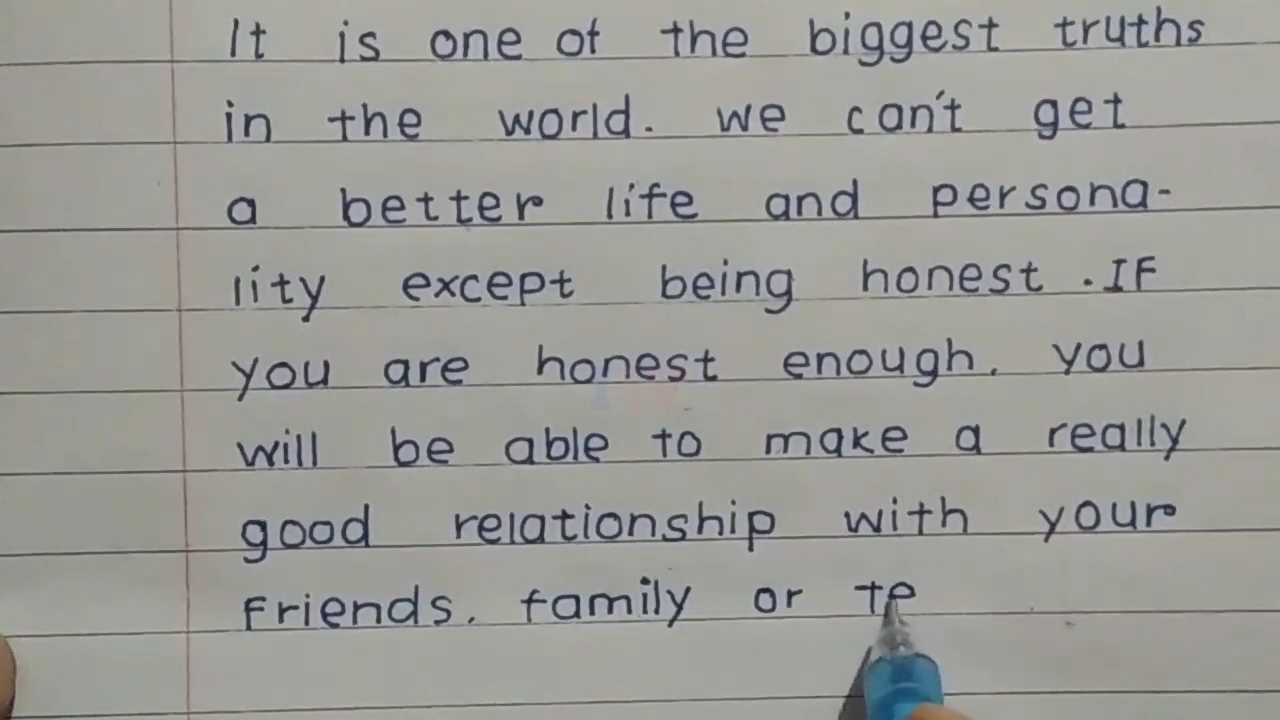 It is one of the biggest truths
in the world. we can't get
a better life and persona-
lity except being honest. IF
you are honest enough, you
will be able to make a really
good relationship with your
Friends, family or te